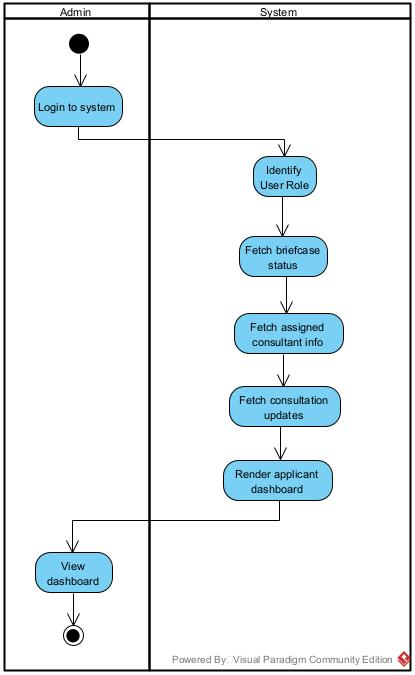 Admin
System
Login to system
Identify
User Role
Fetch briefcase
status
Fetch assigned
consultant info
Fetch consultation
updates
Render applicant
dashboard
View
dashboard
Powered By Visual Paradigm Community Edition